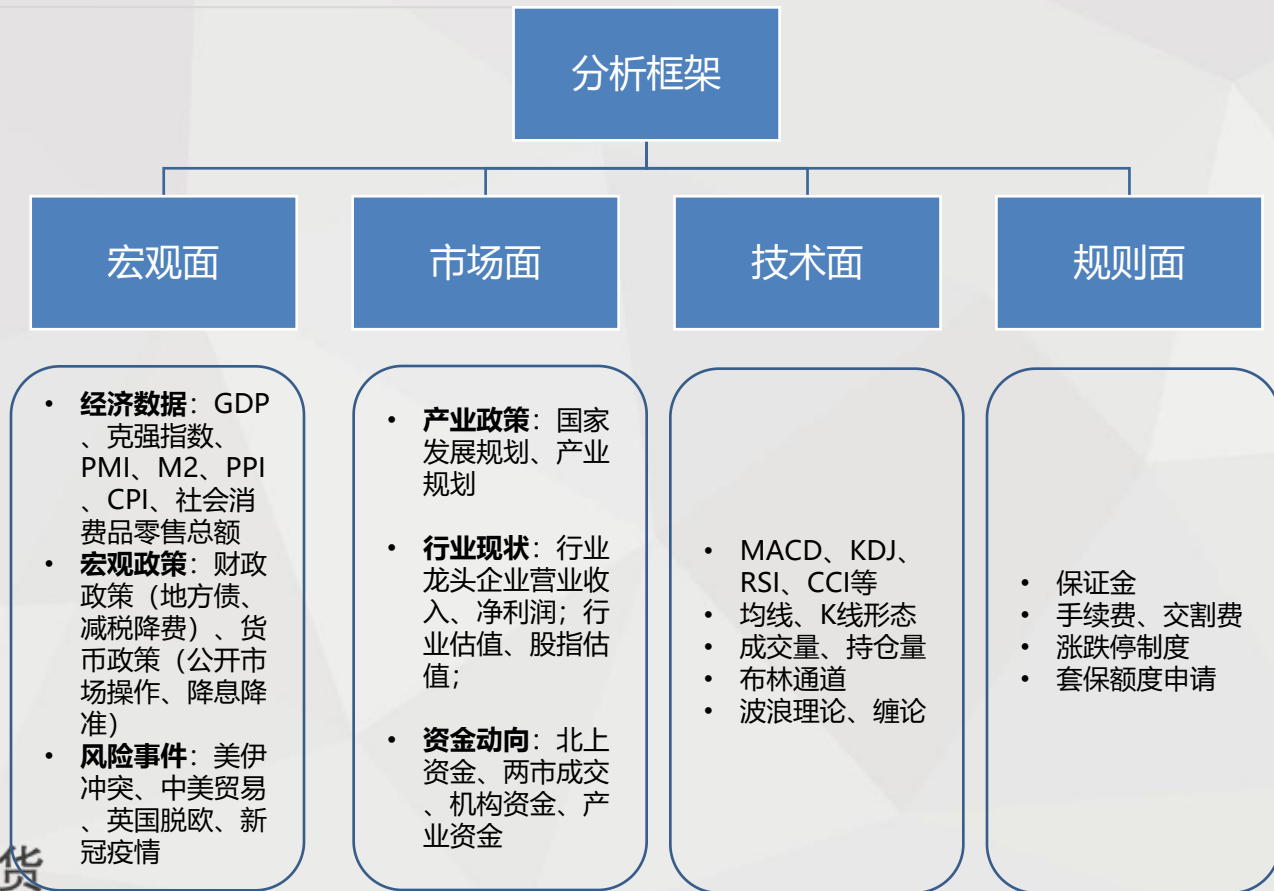 分析框架
宏观面
市场面
技术面
规则面
• 经济数据：GDP
、克强指数、
PMI、M2、PPI
、CPI、社会消
费品零售总额
• 宏观政策：财政
政策（地方债、
减税降费）、货
币政策（公开市
场操作、降息降
准）
• 风险事件：美伊
冲突、中美贸易
、英国脱欧、新
冠疫情
• 产业政策：国家
发展规划、产业
规划
• 行业现状：行业
龙头企业营业收
入、净利润；行
业估值、股指估
值；
• 资金动向：北上
资金、两市成交
、机构资金、产
业资金
• MACD、KDJ、
RSI、CCI等
• 均线、K线形态
• 成交量、持仓量
• 布林通道
• 波浪理论、缠论
• 保证金
• 手续费、交割费
• 涨跌停制度
• 套保额度申请
货